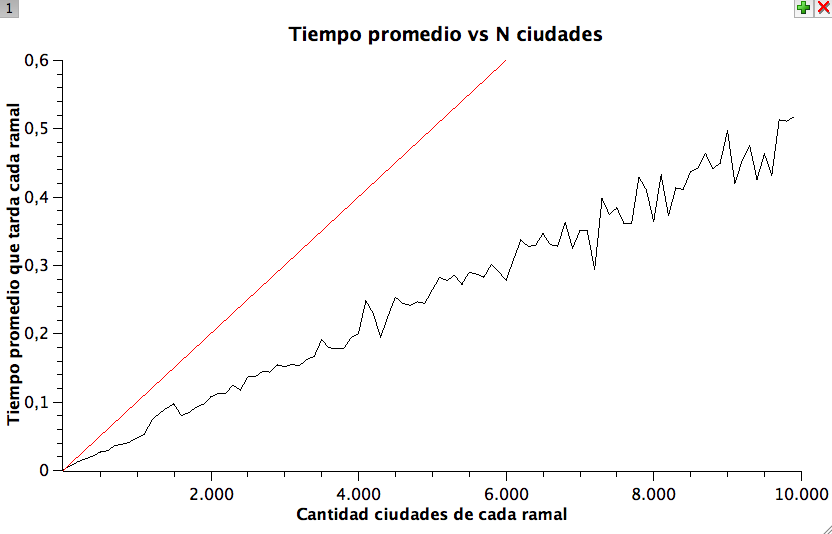 1
Tiempo promedio vs N ciudades
Tiempo promedio que tarda cada ramal
0,6
0,5
0,4
0,3
0,2
0,1
0
2.000 4.000 6.000 8.000 10.000
Cantidad ciudades de cada ramal